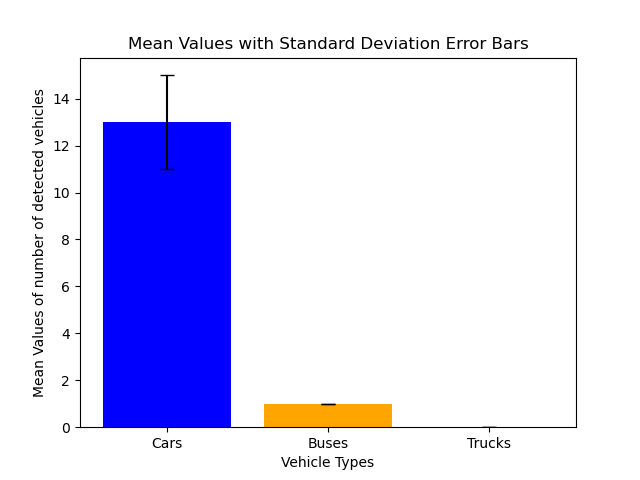 Mean Values with Standard Deviation Error Bars
Mean Values of number of detected vehicles
14
12
10
8
6
4
2
0
Cars Buses Trucks
Vehicle Types